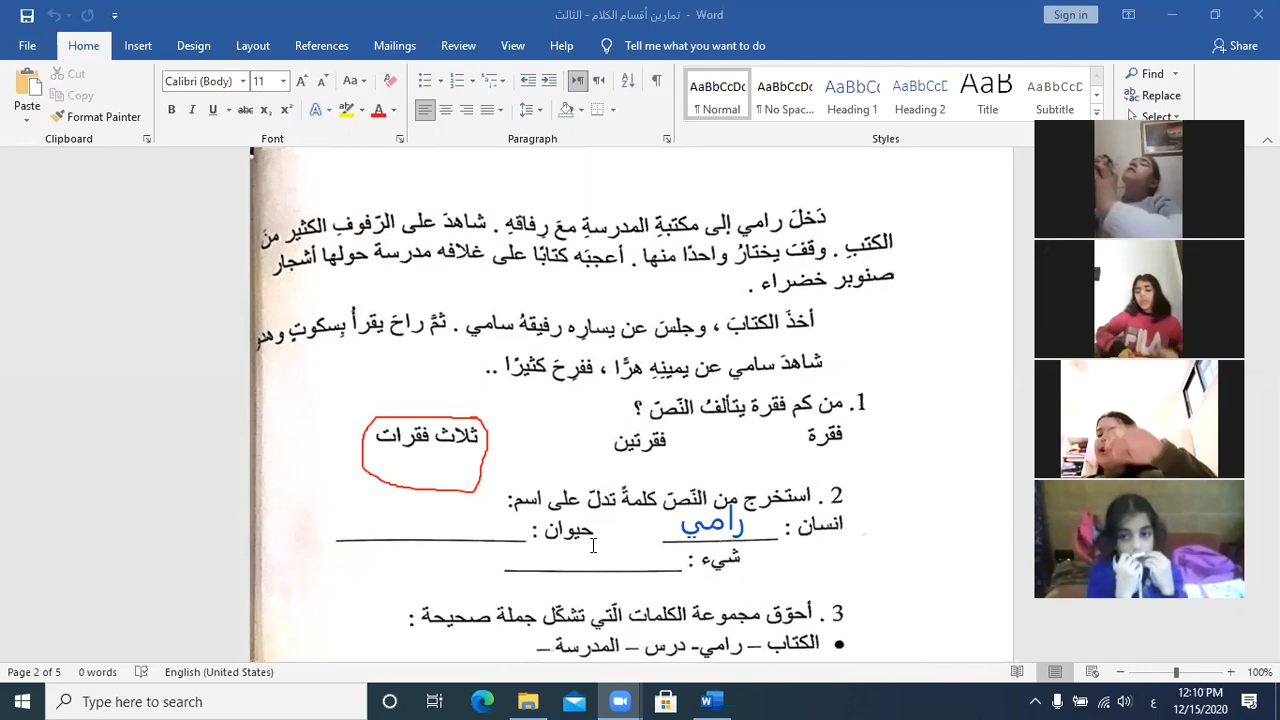 تمارين أقسام الكلام - الثالث - Word
Sign in
File Home Insert Design Layout References Mailings Review View Help Tell me what you want to do Share
Paste
Cut
Copy
Format Painter
Clipboard
Calibri (Body) 11
Font
Paragraph
AaBbCcDc AaBbCcDc AaBbCc AaBbCcC AaB AaBbCcD
¶ Normal ¶ No Spac... Heading 1 Heading 2 Title Subtitle
Styles
Find
Replace
Select
دَخلَ رامي إلى مكتبةِ المدرسةِ معَ رِفاقهِ . شاهدَ على الرّفوفِ الكثير منَ
الكتبِ . وقفَ يختارُ واحدًا منها . أعجبَه كتابًا على غلافه مدرسة حولها أشجار
صنوبر خضراء .
أخذَ الكتابَ ، وجلسَ عن يسارِه رفيقهُ سامي . ثمَّ راحَ يقرأُ بِسكوتٍ وهدو
شاهدَ سامي عن يمينِهِ هرًّا ، ففرِحَ كثيرًا ..
1. من كم فقرة يتألفُ النّصّ ؟
فقرة فقرتين ثلاث فقرات
2 . استخرج من النّصّ كلمةً تدلّ على اسم:
انسان : رامي حيوان :
شيء :
3 . أحوّق مجموعة الكلمات الّتي تشكّل جملة صحيحة :
• الكتاب – رامي- درس – المدرسة –
FILA
Page 2 of 5 0 words English (United States) 100%
Type here to search
ع
12:10 PM
12/15/2020